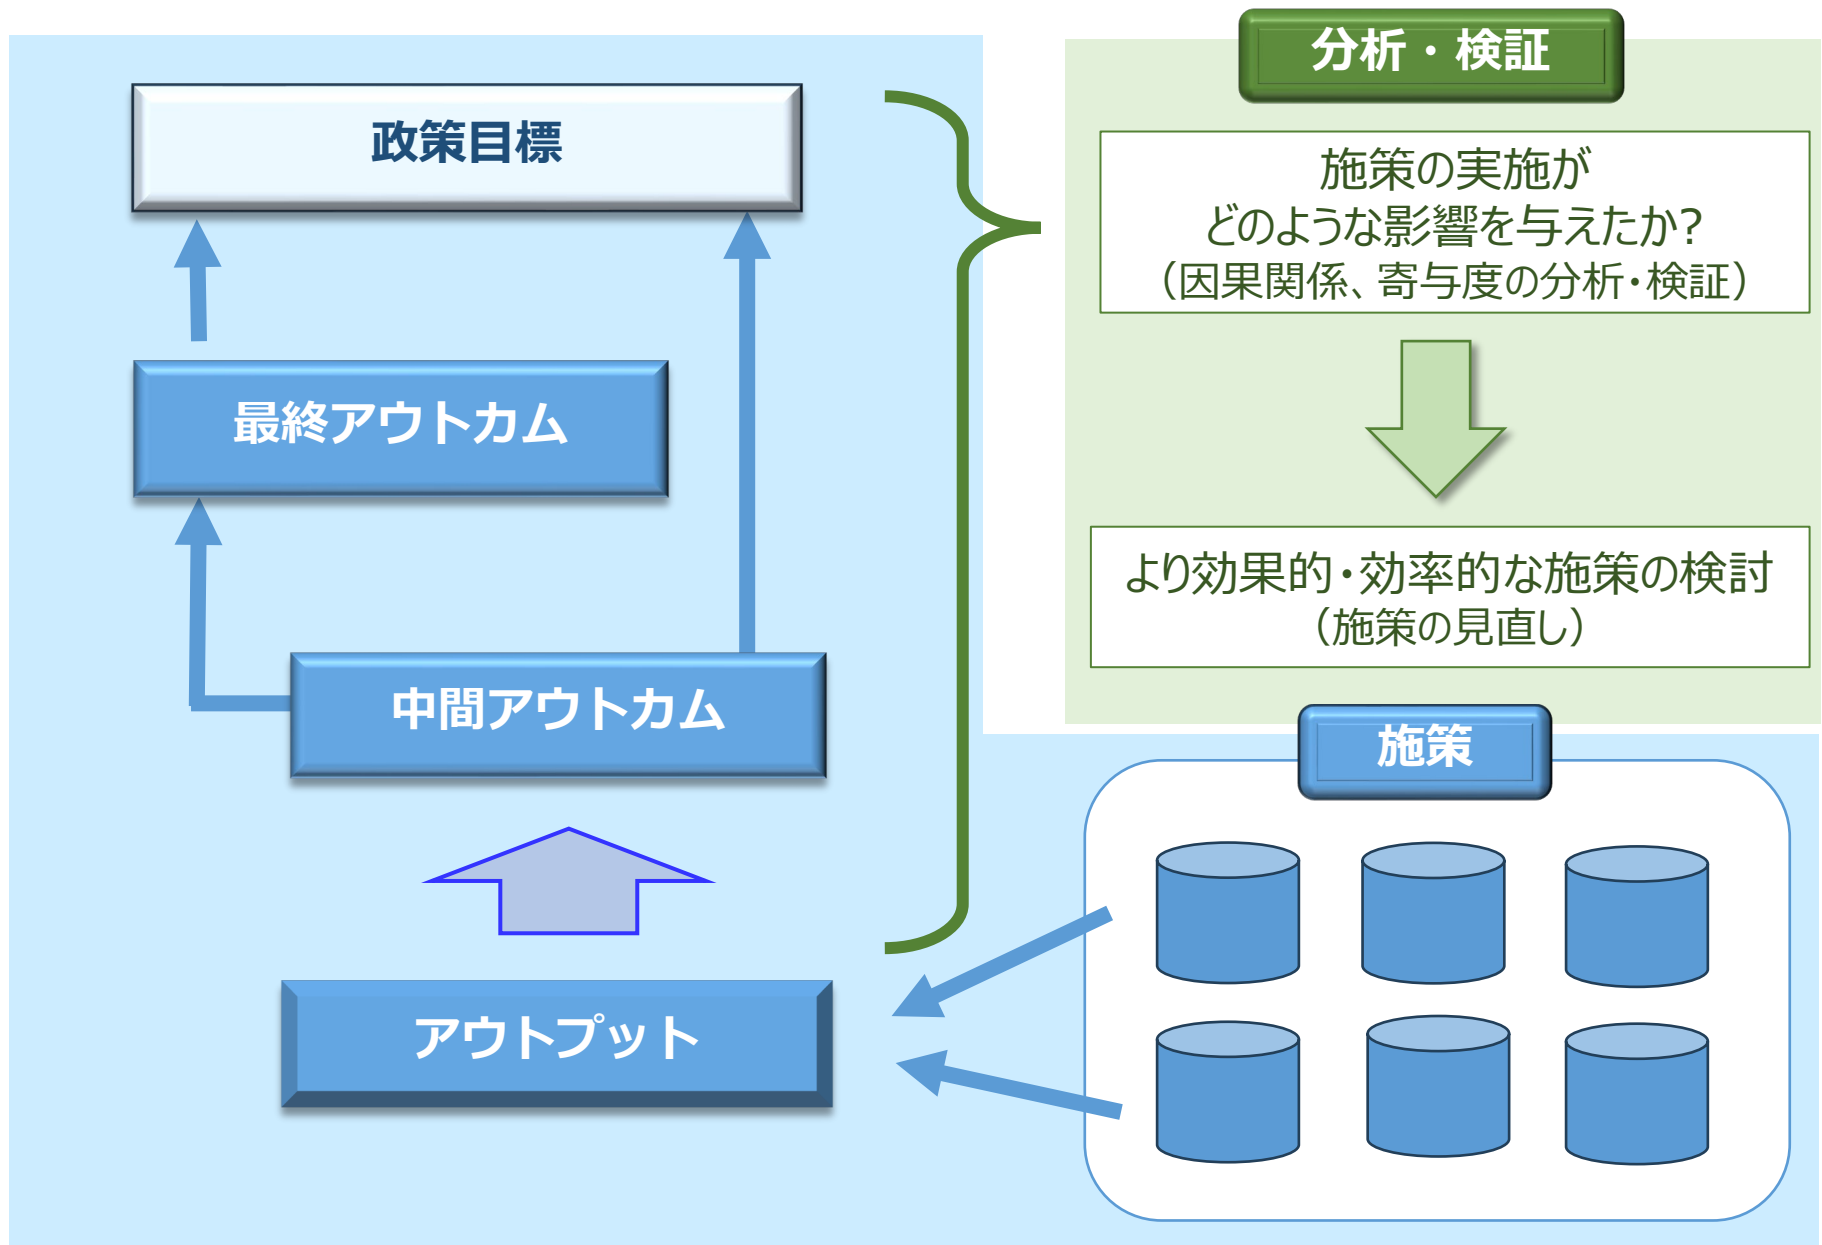 政策目標
最終アウトカム
中間アウトカム
アウトプット
分析・検証
施策の実施が
どのような影響を与えたか？
（因果関係、寄与度の分析・検証）
より効果的・効率的な施策の検討
（施策の見直し）
施策